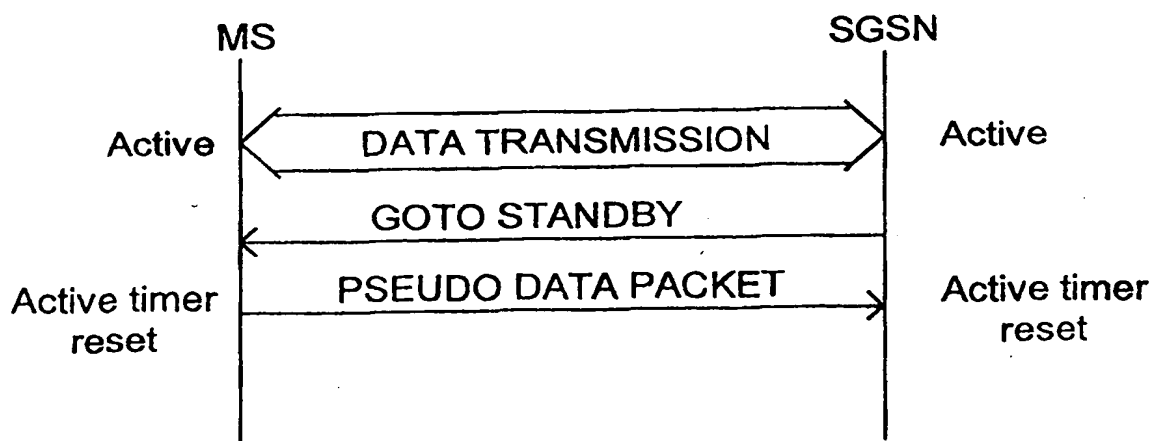 MS
SGSN
Active
DATA TRANSMISSION
Active
GOTO STANDBY
Active timer
reset
PSEUDO DATA PACKET
Active timer
reset